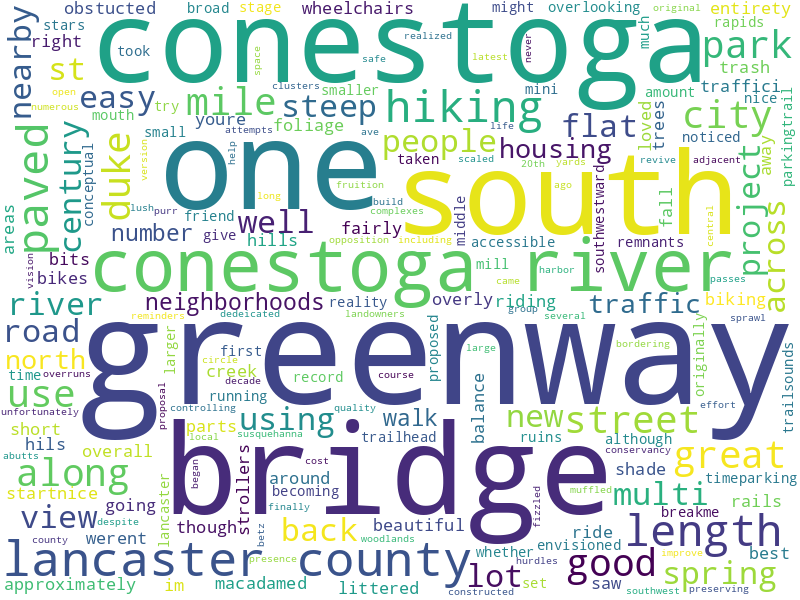 obstucted broad stage wheelchairs might overlooking entirety
nearby stars right took conestoga space safe realized never much original latest rapids park
st open numerous easy mouth try mile steep clusters smaller hiking mini amount traffici trash city nice
small youre attempts foliage people flat loved trees noticed
paved century conceptual duke version one help ave life taken scaled housing 20th yards revive adjacent away parkingtrail
areas lush purr friend long fruition build complexes south ago
number give well fairly opposition including middle accessible southwestward remnants fall central project across
vision bits bikes hills conestoga river mill came harbor passes
river reminders neighborhoods reality dedeicated landowners overly riding several traffic biking
road larger greenway group large proposed bordering originally sprawl
north time overruns circle first decade course record creek
use unfortunately proposal controlling running quality balance new street trailsounds
short hils local using walk trailhead ruins although conservancy effort
along abutts overall parts susquehanna bridge shade great
startnice lancaster going strollers around cost becoming finally multi timeparking rails
view werent though began back beautiful fizzled muffled ride breakme length
county despite betz whether envisioned woodlands hurdles saw best
lancaster county lot good presence improve spring
approximately im macadamed littered constructed set southwest preserving